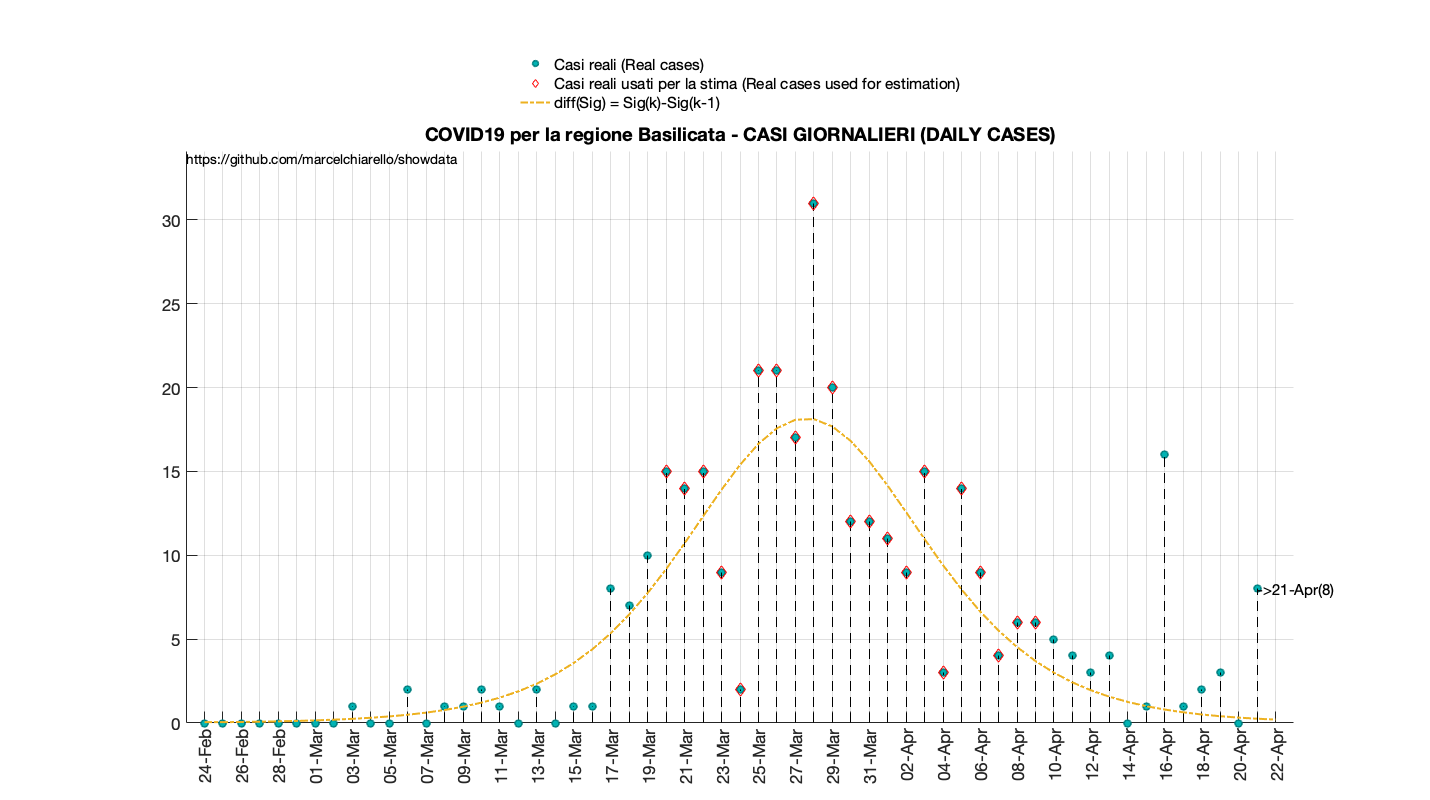 Casi reali (Real cases)
Casi reali usati per la stima (Real cases used for estimation)
diff(Sig) = Sig(k)-Sig(k-1)
COVID19 per la regione Basilicata - CASI GIORNALIERI (DAILY CASES)
https://github.com/marcelchiarello/showdata
30
25
20
15
10
5
0
->21-Apr(8)
24-Feb
26-Feb
28-Feb
01-Mar
03-Mar
05-Mar
07-Mar
09-Mar
11-Mar
13-Mar
15-Mar
17-Mar
19-Mar
21-Mar
23-Mar
25-Mar
27-Mar
29-Mar
31-Mar
02-Apr
04-Apr
06-Apr
08-Apr
10-Apr
12-Apr
14-Apr
16-Apr
18-Apr
20-Apr
22-Apr